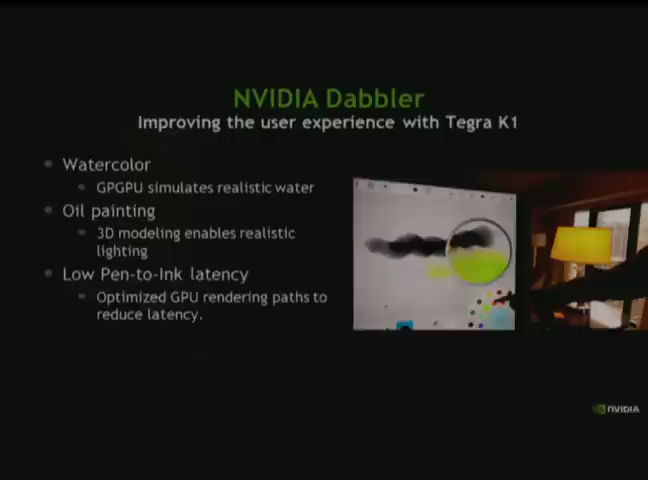 NVIDIA Dabbler
Improving the user experience with Tegra K1
Watercolor
GPGPU simulates realistic water
Oil painting
3D modeling enables realistic
lighting
Low Pen-to-Ink latency
Optimized GPU rendering paths to
reduce latency.
NVIDIA